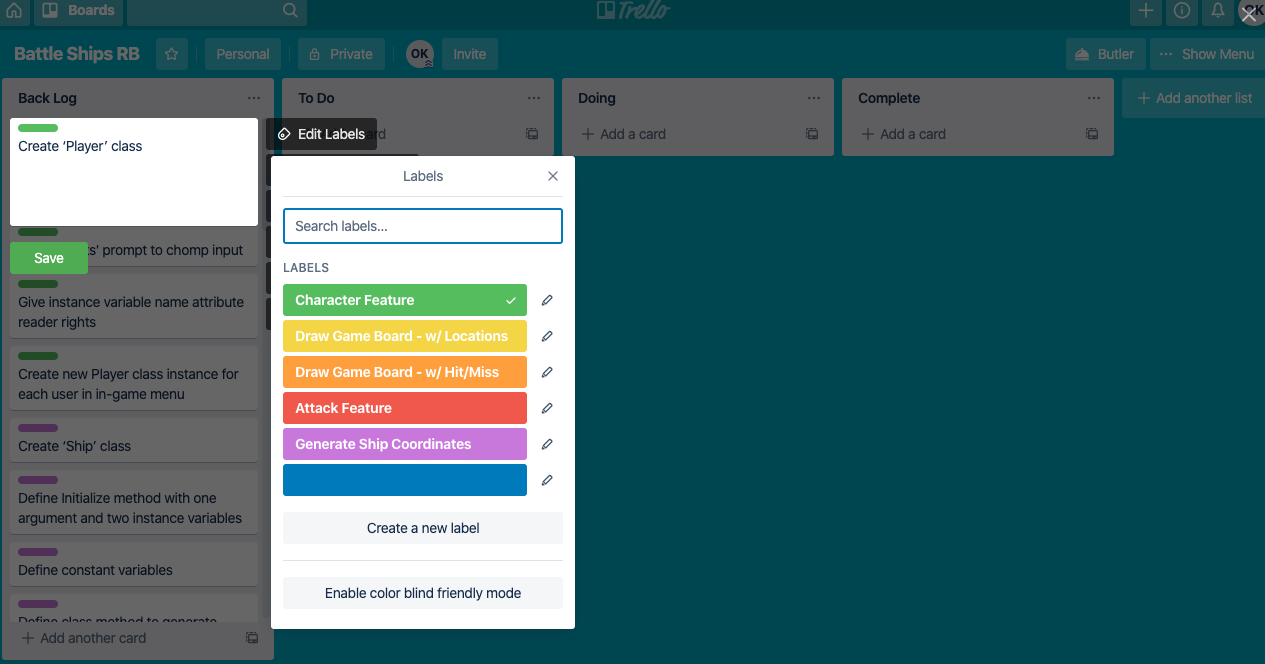 Boards
Trello
Battle Ships RB
Personal
Private
OK
Invite
Butler
Show Menu
Back Log
To Do
Doing
Complete
Add another list
Create ‘Player’ class
Edit Labels
Add a card
Add a card
Save
prompt to chomp input
Give instance variable name attribute
reader rights
Create new Player class instance for
each user in in-game menu
Create ‘Ship’ class
Define Initialize method with one
argument and two instance variables
Define constant variables
Define class method to generate
Add another card
Labels
Search labels...
LABELS
Character Feature
Draw Game Board - w/ Locations
Draw Game Board - w/ Hit/Miss
Attack Feature
Generate Ship Coordinates
Create a new label
Enable color blind friendly mode